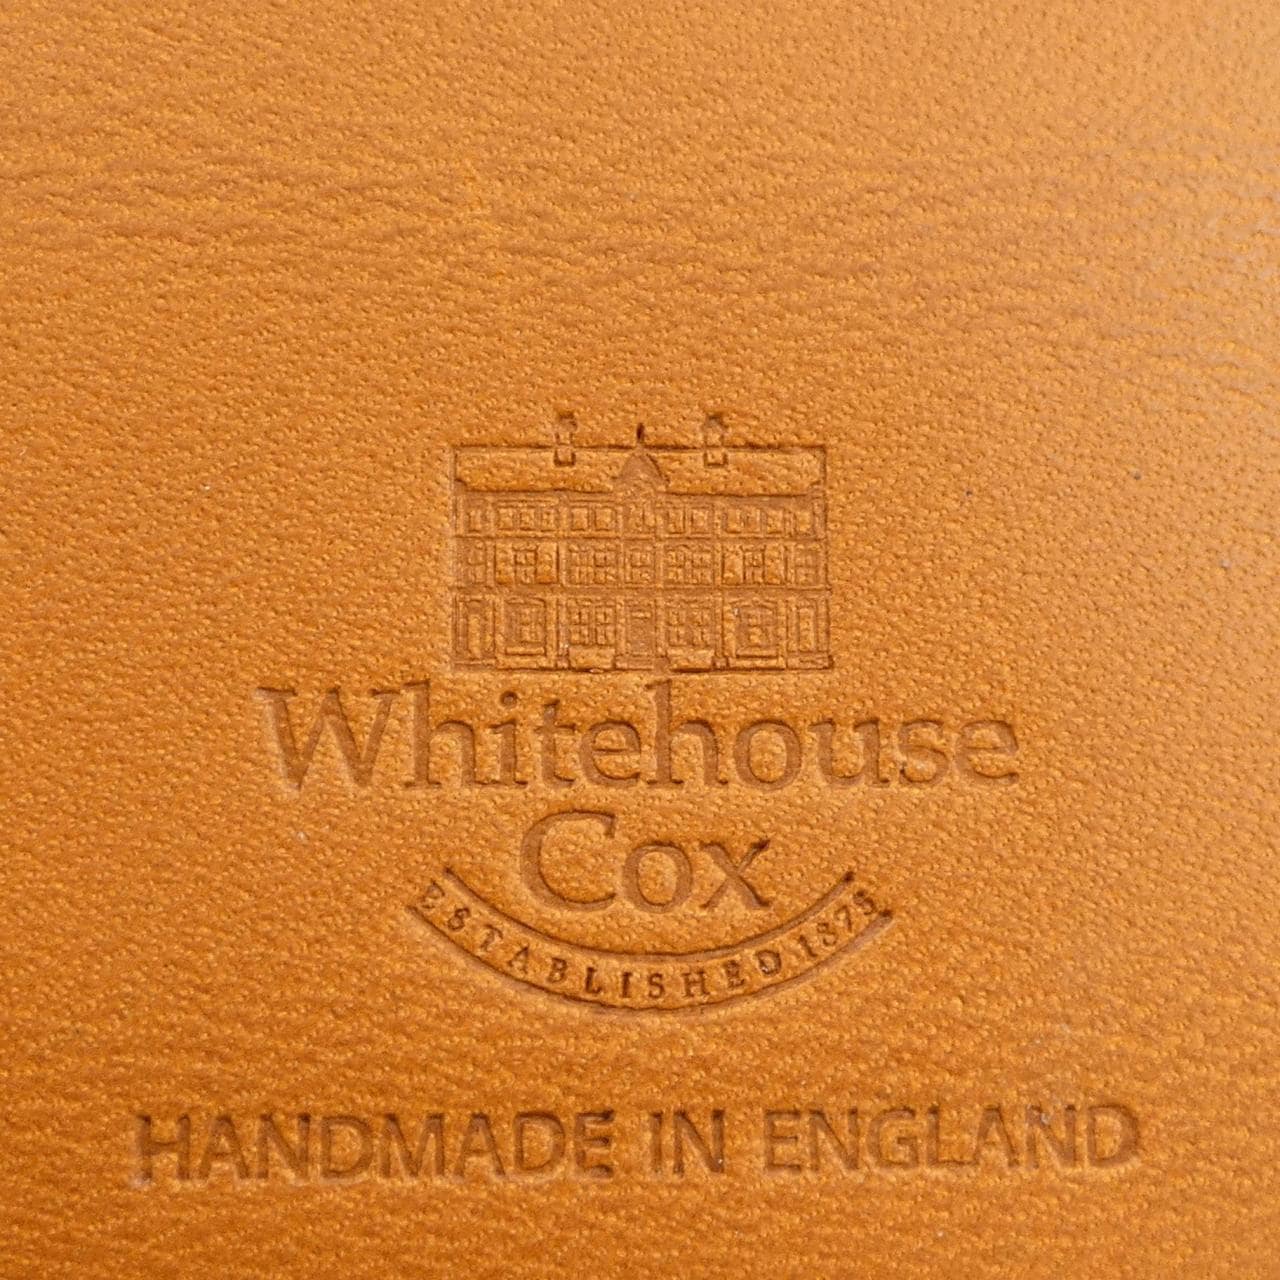 Whitehouse
Cox
ESTABLISHED 1875
HANDMADE IN ENGLAND